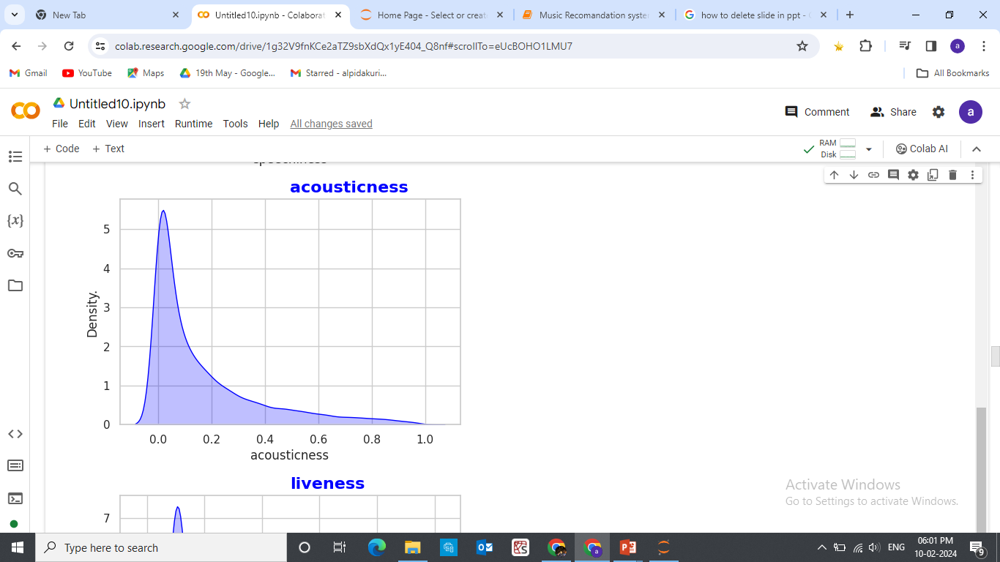 New Tab
Untitled10.ipynb - Colaborat
Home Page - Select or creat
Music Recomandation syste
how to delete slide in ppt -
colab.research.google.com/drive/1g32V9fnKCe2aTZ9sbXdQx1yE404_Q8nf#scrollTo=eUcBOHO1LMU7
a
Gmail
YouTube
Maps
19th May - Google...
Starred - alpidakuri...
All Bookmarks
Untitled10.ipynb
File Edit View Insert Runtime Tools Help All changes saved
Comment
Share
a
+ Code + Text
RAM
Disk
Colab AI
{x}
speechiness
acousticness
5
4
3
2
1
0
Density.
0.0 0.2 0.4 0.6 0.8 1.0
acousticness
liveness
7
Activate Windows
Go to Settings to activate Windows.
Type here to search
ENG
06:01 PM
10-02-2024
9